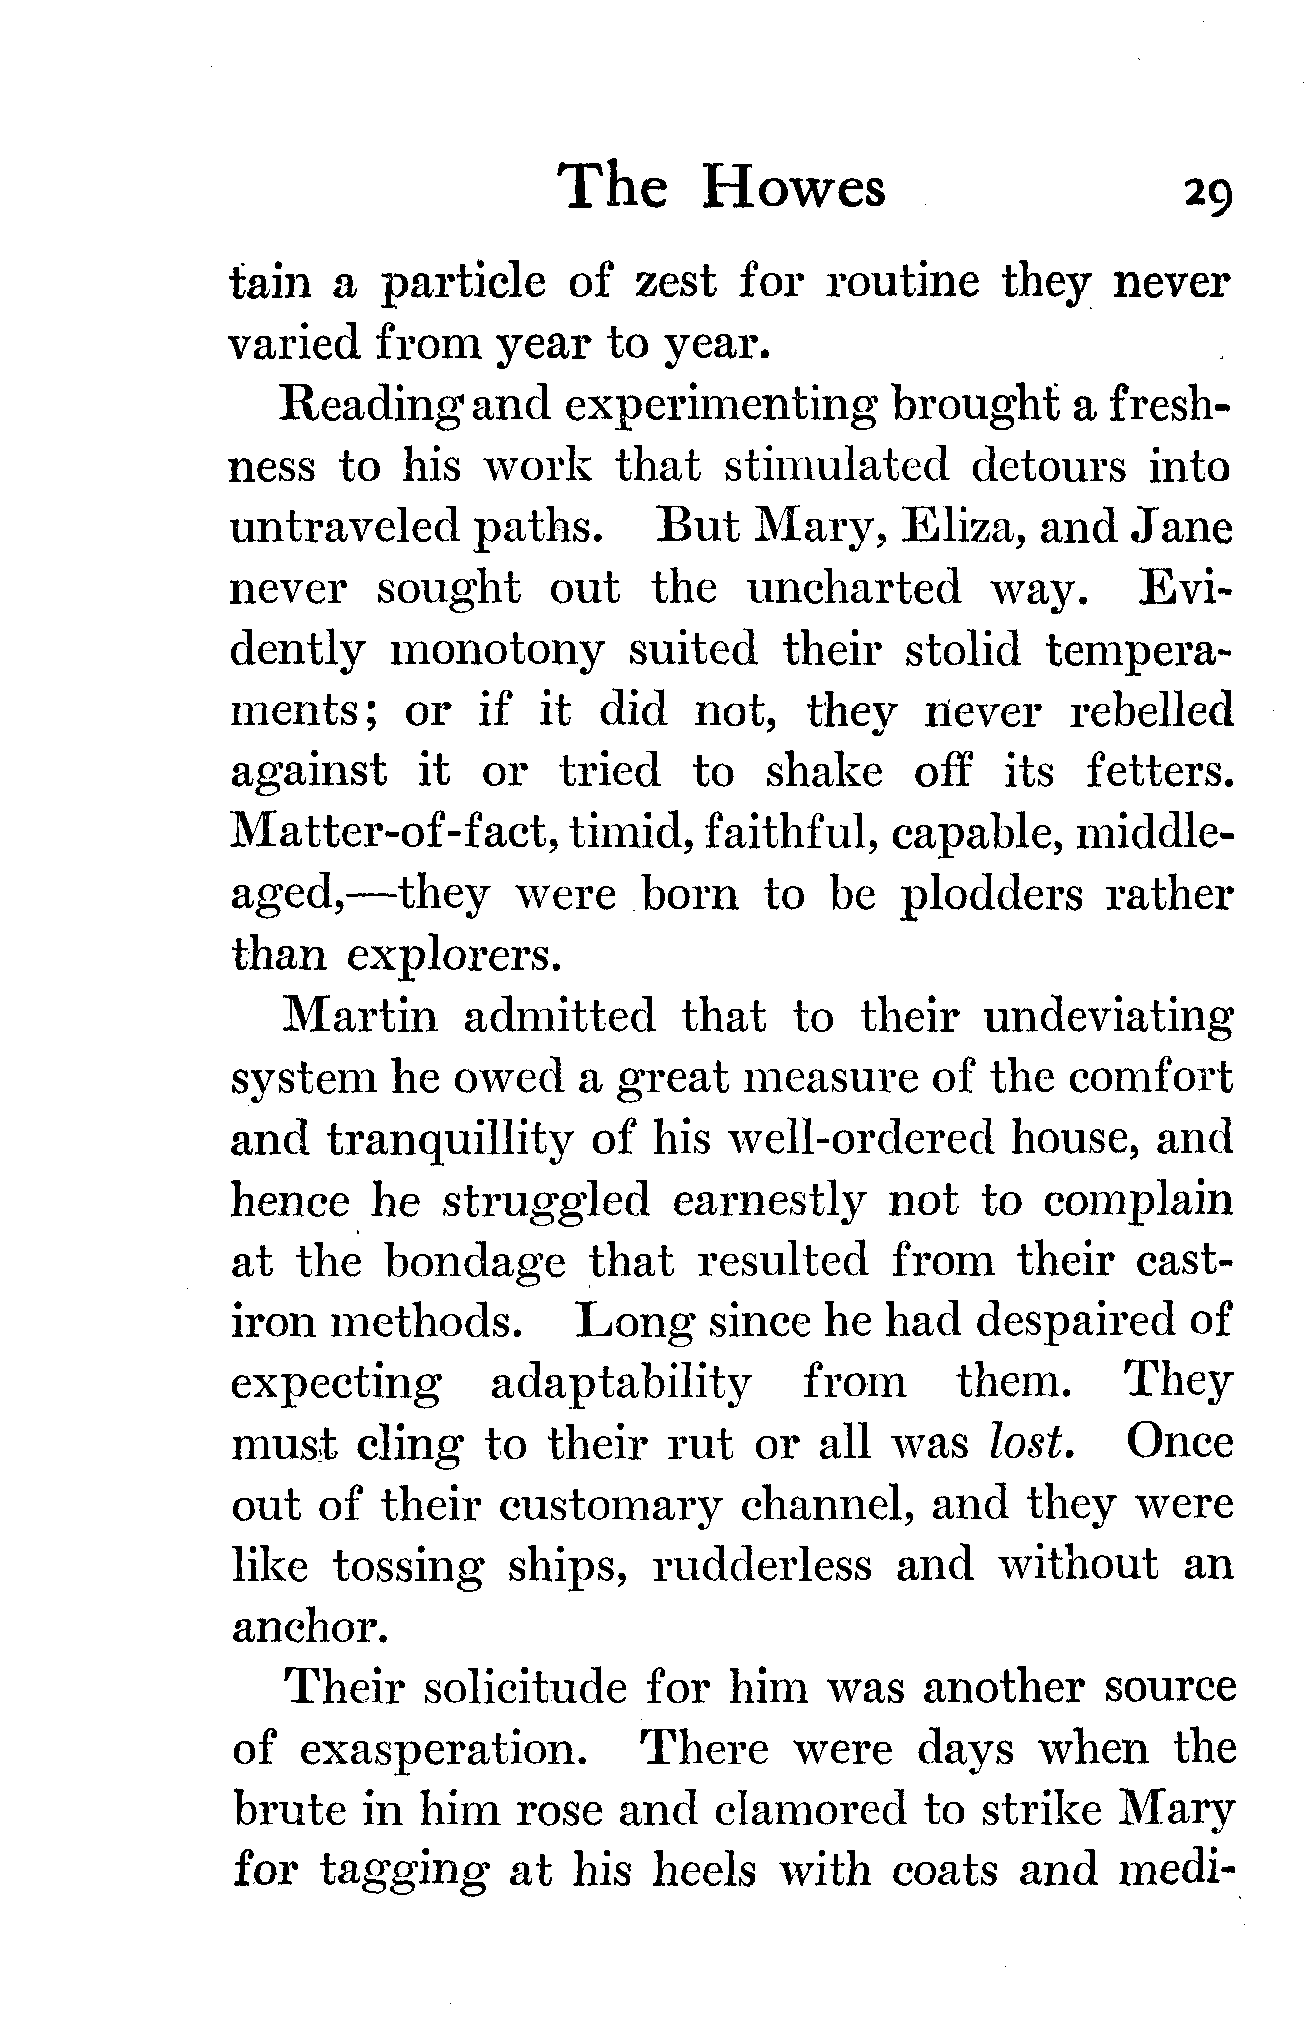 The Howes 29
tain a particle of zest for routine they never
varied from year to year.
Reading and experimenting brought a fresh-
ness to his work that stimulated detours into
untraveled paths. But Mary, Eliza, and Jane
never sought out the uncharted way. Evi-
dently monotony suited their stolid tempera-
ments; or if it did not, they never rebelled
against it or tried to shake off its fetters.
Matter-of-fact, timid, faithful, capable, middle-
aged,—they were born to be plodders rather
than explorers.
Martin admitted that to their undeviating
system he owed a great measure of the comfort
and tranquillity of his well-ordered house, and
hence he struggled earnestly not to complain
at the bondage that resulted from their cast-
iron methods. Long since he had despaired of
expecting adaptability from them. They
must cling to their rut or all was lost. Once
out of their customary channel, and they were
like tossing ships, rudderless and without an
anchor.
Their solicitude for him was another source
of exasperation. There were days when the
brute in him rose and clamored to strike Mary
for tagging at his heels with coats and medi-